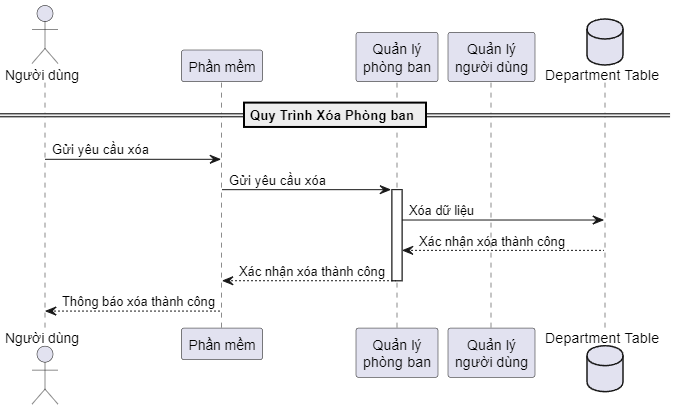 Người dùng
Phần mềm
Quản lý
phòng ban
Quản lý
người dùng
Department Table
Quy Trình Xóa Phòng ban
Gửi yêu cầu xóa
Gửi yêu cầu xóa
Xóa dữ liệu
Xác nhận xóa thành công
Xác nhận xóa thành công
Thông báo xóa thành công
Người dùng
Phần mềm
Quản lý
phòng ban
Quản lý
người dùng
Department Table